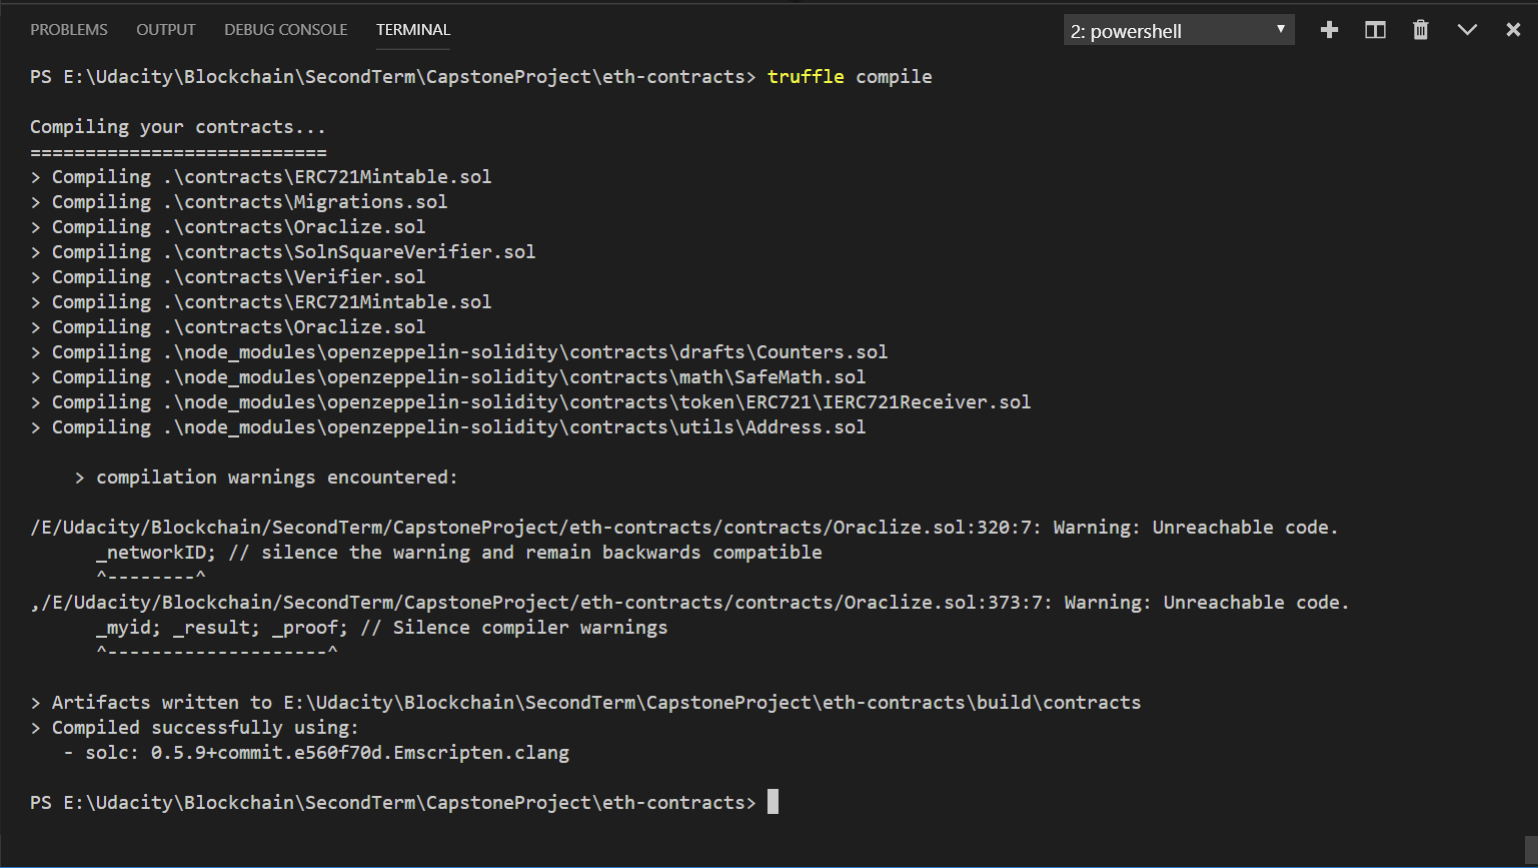 PROBLEMS OUTPUT DEBUG CONSOLE TERMINAL 2: powershell
PS E:\Udacity\Blockchain\SecondTerm\CapstoneProject\eth-contracts> truffle compile
Compiling your contracts...
===========================
> Compiling .\contracts\ERC721Mintable.sol
> Compiling .\contracts\Migrations.sol
> Compiling .\contracts\Oraclize.sol
> Compiling .\contracts\SolnSquareVerifier.sol
> Compiling .\contracts\Verifier.sol
> Compiling .\contracts\ERC721Mintable.sol
> Compiling .\contracts\Oraclize.sol
> Compiling .\node_modules\openzeppelin-solidity\contracts\drafts\Counters.sol
> Compiling .\node_modules\openzeppelin-solidity\contracts\math\SafeMath.sol
> Compiling .\node_modules\openzeppelin-solidity\contracts\token\ERC721\IERC721Receiver.sol
> Compiling .\node_modules\openzeppelin-solidity\contracts\utils\Address.sol
> compilation warnings encountered:
/E/Udacity/Blockchain/SecondTerm/CapstoneProject/eth-contracts/contracts/Oraclize.sol:320:7: Warning: Unreachable code.
_networkID; // silence the warning and remain backwards compatible
^--------^
,/E/Udacity/Blockchain/SecondTerm/CapstoneProject/eth-contracts/contracts/Oraclize.sol:373:7: Warning: Unreachable code.
_myid; _result; _proof; // Silence compiler warnings
^--------------------^
> Artifacts written to E:\Udacity\Blockchain\SecondTerm\CapstoneProject\eth-contracts\build\contracts
> Compiled successfully using:
- solc: 0.5.9+commit.e560f70d.Emscripten.clang
PS E:\Udacity\Blockchain\SecondTerm\CapstoneProject\eth-contracts>